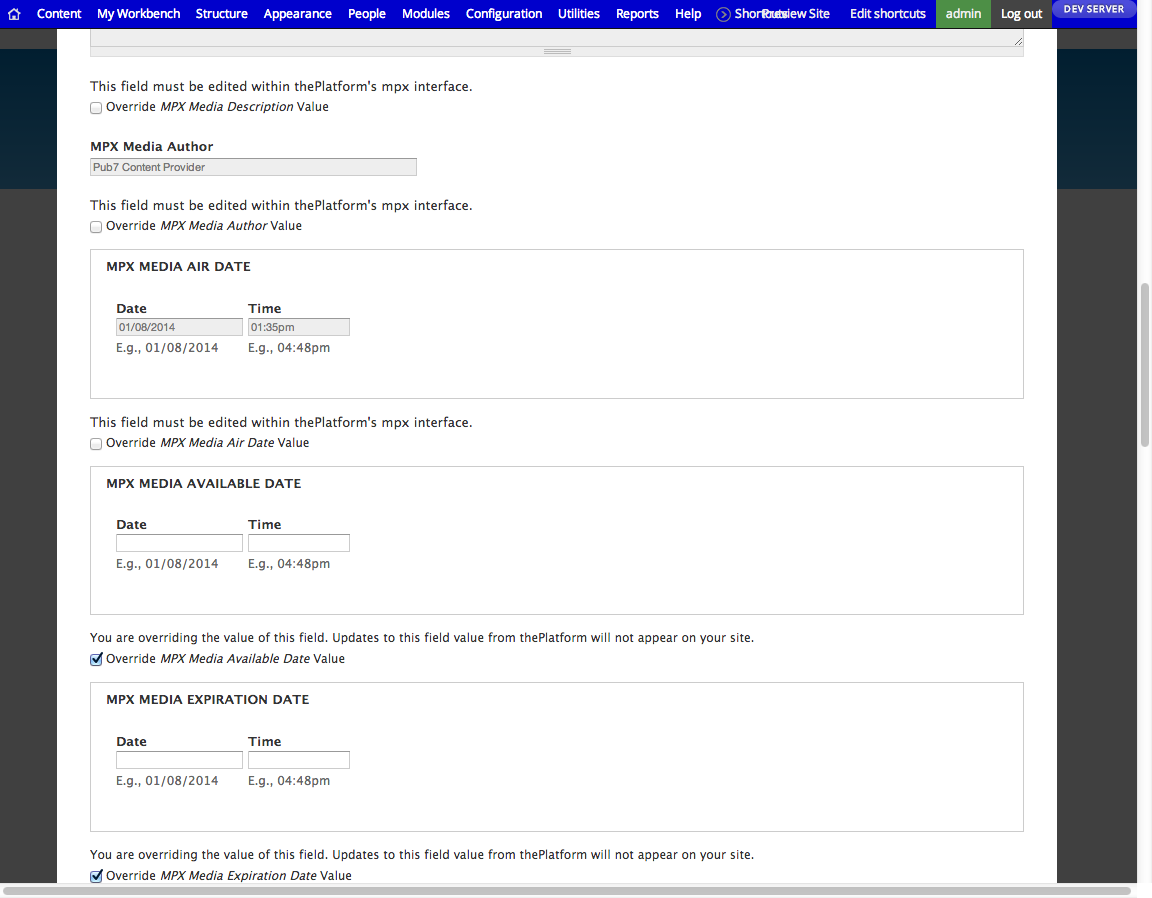 Content My Workbench Structure Appearance People Modules Configuration Utilities Reports Help Shortcuts Preview Site Edit shortcuts admin Log out DEV SERVER
This field must be edited within thePlatform's mpx interface.
Override MPX Media Description Value
MPX Media Author
Pub7 Content Provider
This field must be edited within thePlatform's mpx interface.
Override MPX Media Author Value
MPX MEDIA AIR DATE
Date Time
01/08/2014 01:35pm
E.g., 01/08/2014 E.g., 04:48pm
This field must be edited within thePlatform's mpx interface.
Override MPX Media Air Date Value
MPX MEDIA AVAILABLE DATE
Date Time
E.g., 01/08/2014 E.g., 04:48pm
You are overriding the value of this field. Updates to this field value from thePlatform will not appear on your site.
Override MPX Media Available Date Value
MPX MEDIA EXPIRATION DATE
Date Time
E.g., 01/08/2014 E.g., 04:48pm
You are overriding the value of this field. Updates to this field value from thePlatform will not appear on your site.
Override MPX Media Expiration Date Value